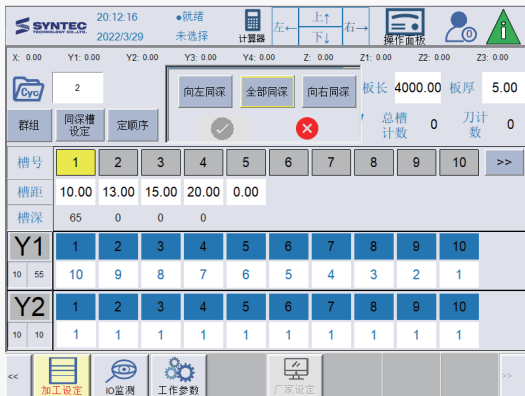 SYNTEC
TECHNOLOGY CO.,LTD.
20:12:16
2022/3/29
●就绪
未选择
计算器
左←
上↑
下↓
右→
操作面板
X: 0.00 Y1: 0.00 Y2: 0.00 Y3: 0.00 Y4: 0.00 Z: 0.00 Z1: 0.00 Z2: 0.00 Z3: 0.00
Cyc
2
向左同深 全部同深 向右同深
板长 4000.00 板厚 5.00
群组 同深槽设定 定顺序
总槽计数 0 刀计数 0
槽号 1 2 3 4 5 6 7 8 9 10 >>
槽距 10.00 13.00 15.00 20.00 0.00
槽深 65 0 0 0
Y1 1 2 3 4 5 6 7 8 9 10
10 55 10 9 8 7 6 5 4 3 2 1
Y2 1 2 3 4 5 6 7 8 9 10
10 10 1 1 1 1 1 1 1 1 1 1
<< 加工设定 IO监测 工作参数 厂家设定 >>